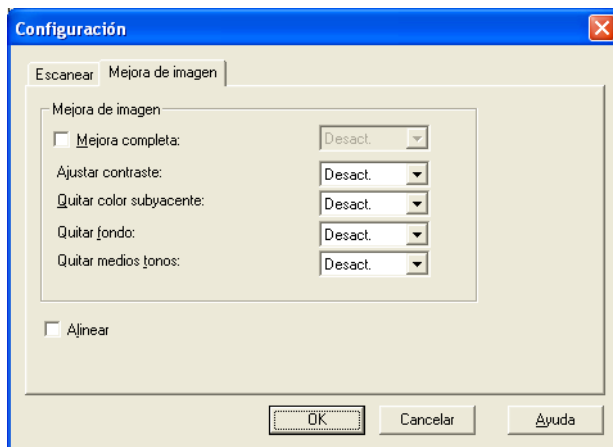 Configuración
Escanear Mejora de imagen
Mejora de imagen
Mejora completa: Desact.
Ajustar contraste: Desact.
Quitar color subyacente: Desact.
Quitar fondo: Desact.
Quitar medios tonos: Desact.
Alinear
OK Cancelar Ayuda